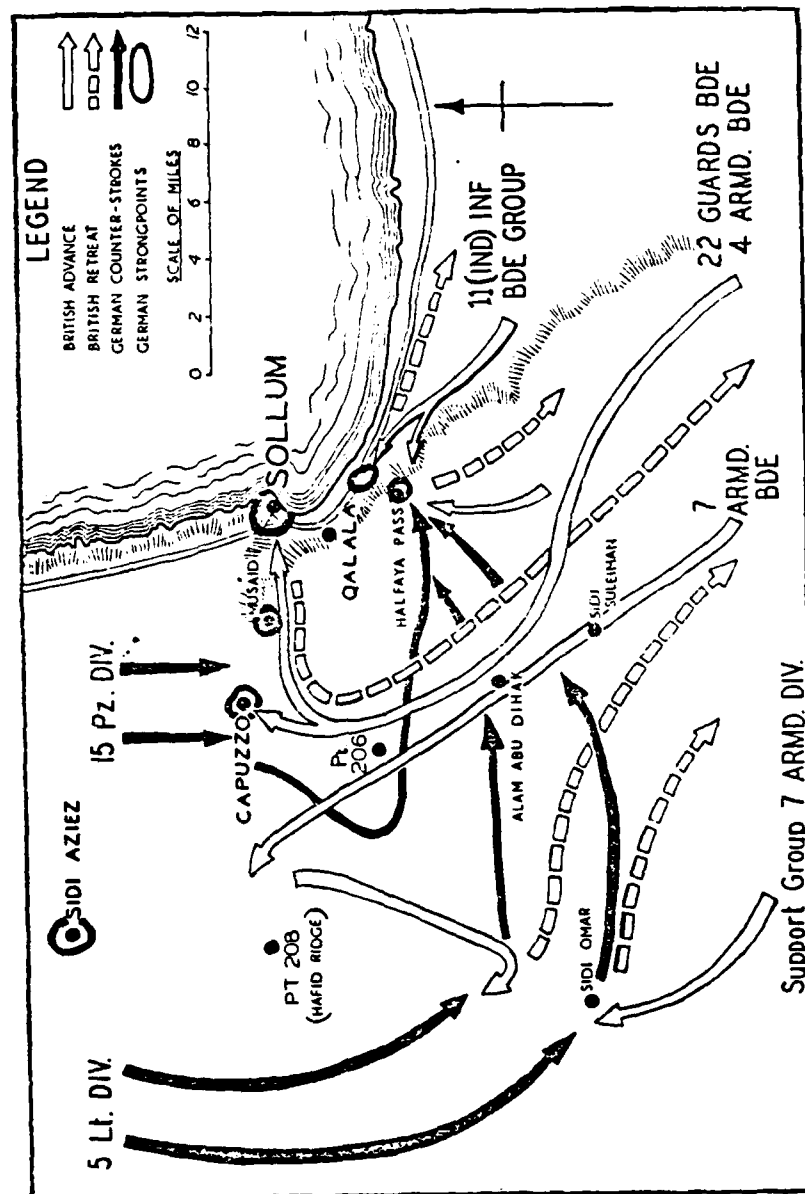 LEGEND
BRITISH ADVANCE
BRITISH RETREAT
GERMAN COUNTER-STROKES
GERMAN STRONGPOINTS
SCALE OF MILES
0 2 4 6 8 10 12
5 Lt. DIV.
15 Pz. DIV.
SIDI AZIEZ
CAPUZZO
MUSAID
SOLLUM
PT 208
(HAFID RIDGE)
Pt
206
QALALA
HALFAYA PASS
11 (IND) INF
BDE GROUP
ALAM ABU DIHAK
SIDI OMAR
SIDI
SULEIMAN
7
ARMD.
BDE
22 GUARDS BDE
4 ARMD. BDE
Support Group 7 ARMD. DIV.